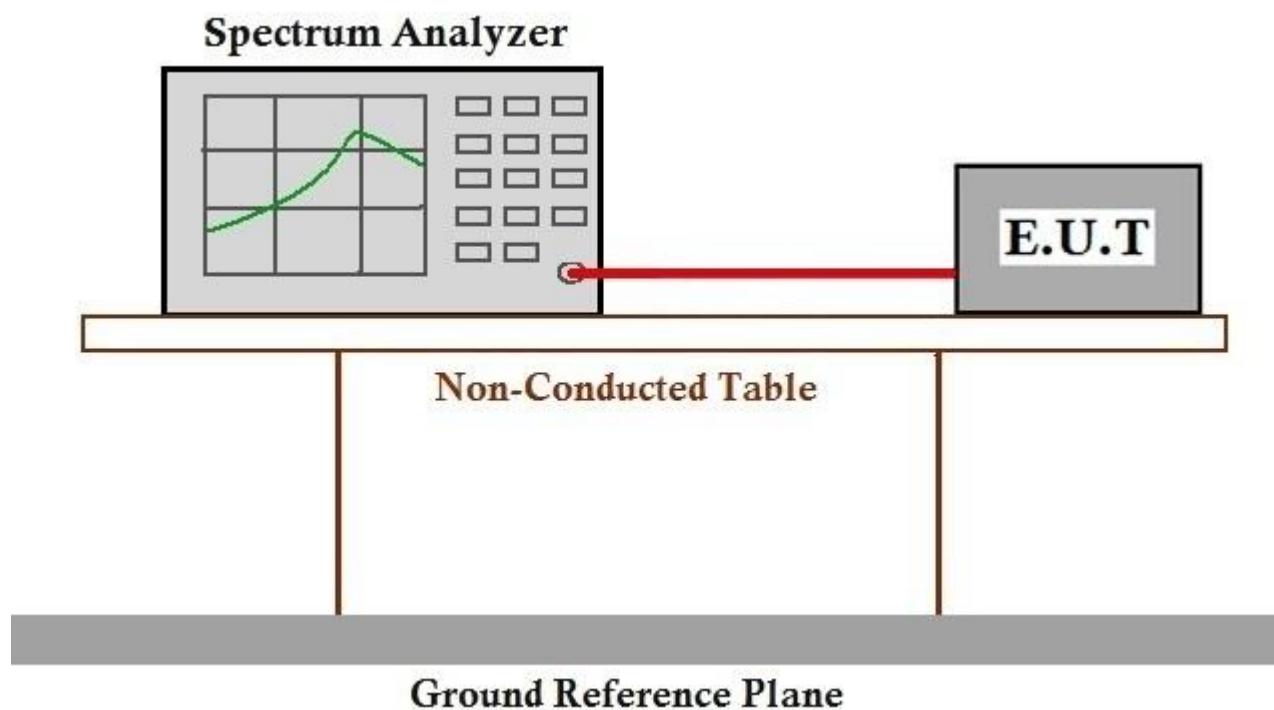 Spectrum Analyzer
E.U.T
Non-Conducted Table
Ground Reference Plane